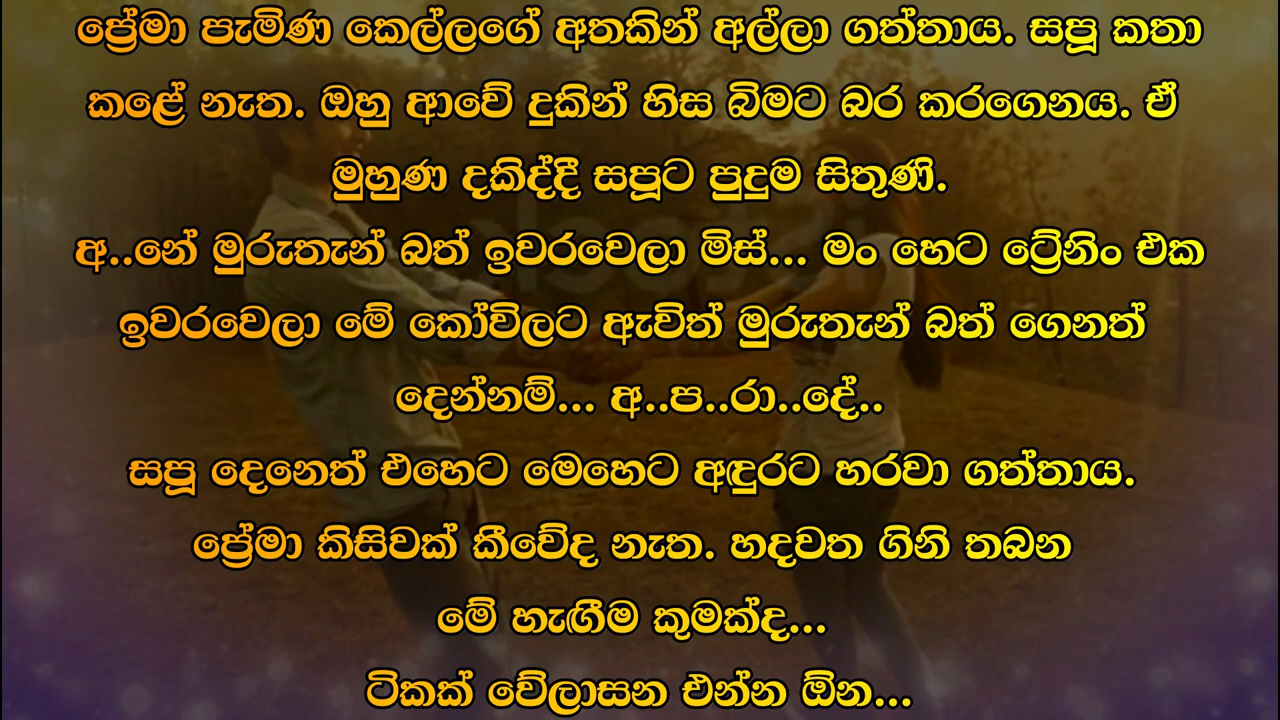 ප්‍රේමා පැමිණ කෙල්ලගේ අතකින් අල්ලා ගත්තාය. සපූ කතා
කළේ නැත. ඔහු ආවේ දුකින් හිස බිමට බර කරගෙනය. ඒ
මුහුණ දකිද්දී සපූට පුදුම සිතුණි.
අ..නේ මුරුතැන් බත් ඉවරවෙලා මිස්... මං හෙට ට්‍රේනිං එක
ඉවරවෙලා මේ කෝවිලට ඇවිත් මුරුතැන් බත් ගෙනත්
දෙන්නම්... අ..ප..රා..දේ..
සපූ දෙනෙත් එහෙට මෙහෙට අඳුරට හරවා ගත්තාය.
ප්‍රේමා කිසිවක් කීවේද නැත. හදවත ගිනි තබන
මේ හැඟීම කුමක්ද...
ටිකක් වේලාසන එන්න ඕන...